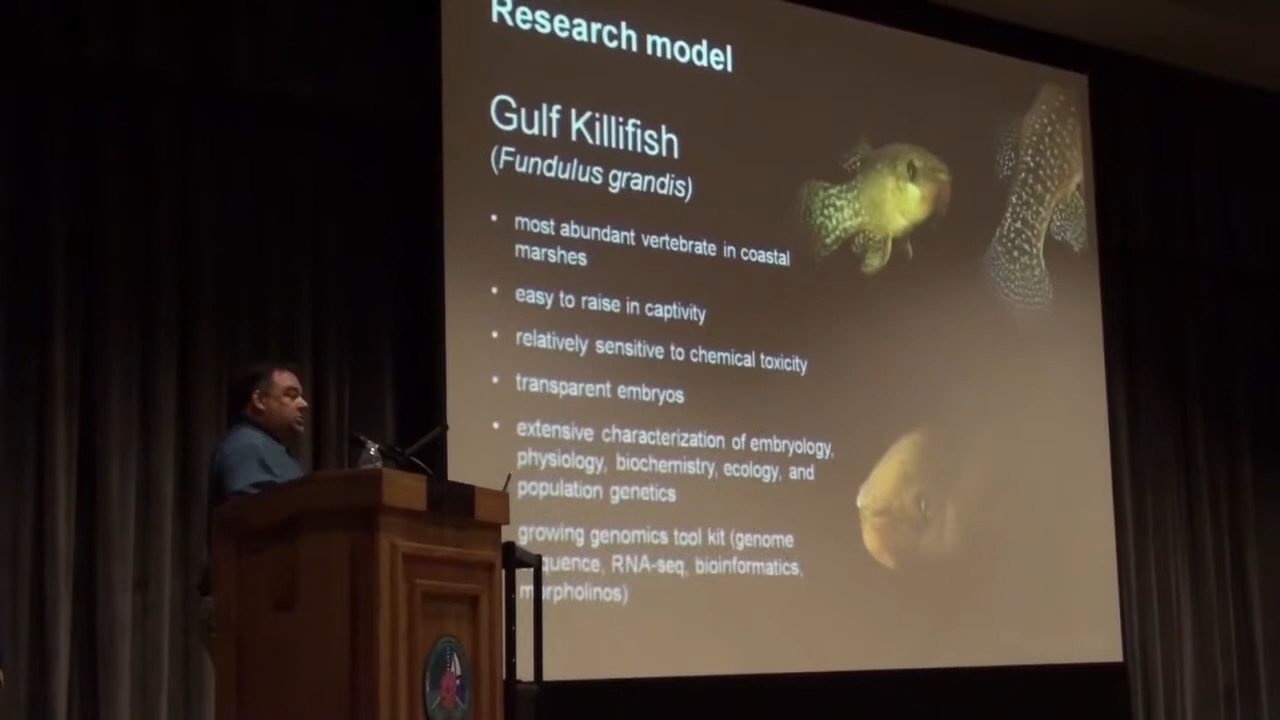 Research model
Gulf Killifish
(Fundulus grandis)
• most abundant vertebrate in coastal
marshes
• easy to raise in captivity
• relatively sensitive to chemical toxicity
• transparent embryos
• extensive characterization of embryology,
physiology, biochemistry, ecology, and
population genetics
growing genomics tool kit (genome
quence, RNA-seq, bioinformatics,
morpholinos)